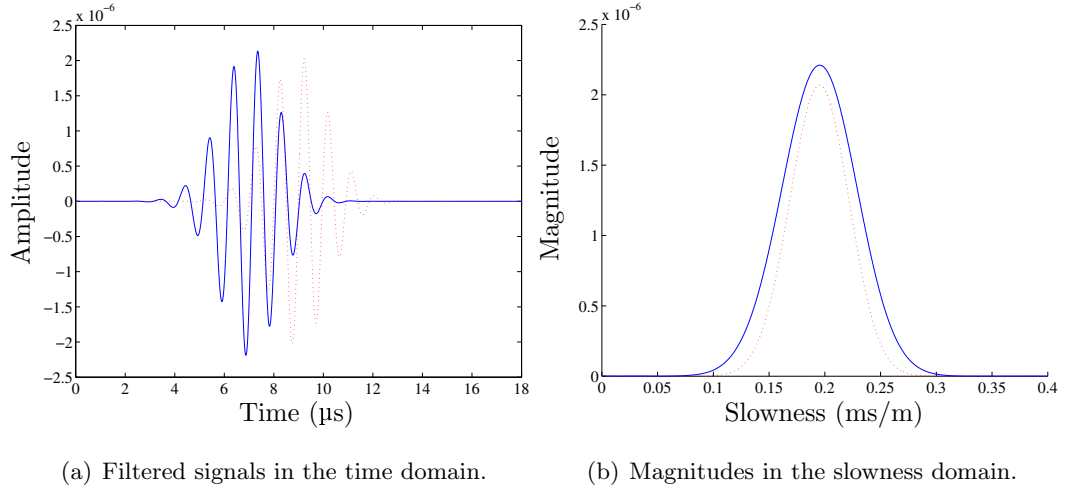 x 10⁻⁶
2.5
2
1.5
1
0.5
0
−0.5
−1
−1.5
−2
−2.5
Amplitude
0 2 4 6 8 10 12 14 16 18
Time (µs)
(a) Filtered signals in the time domain.
x 10⁻⁶
2.5
2
1.5
1
0.5
0
Magnitude
0 0.05 0.1 0.15 0.2 0.25 0.3 0.35 0.4
Slowness (ms/m)
(b) Magnitudes in the slowness domain.